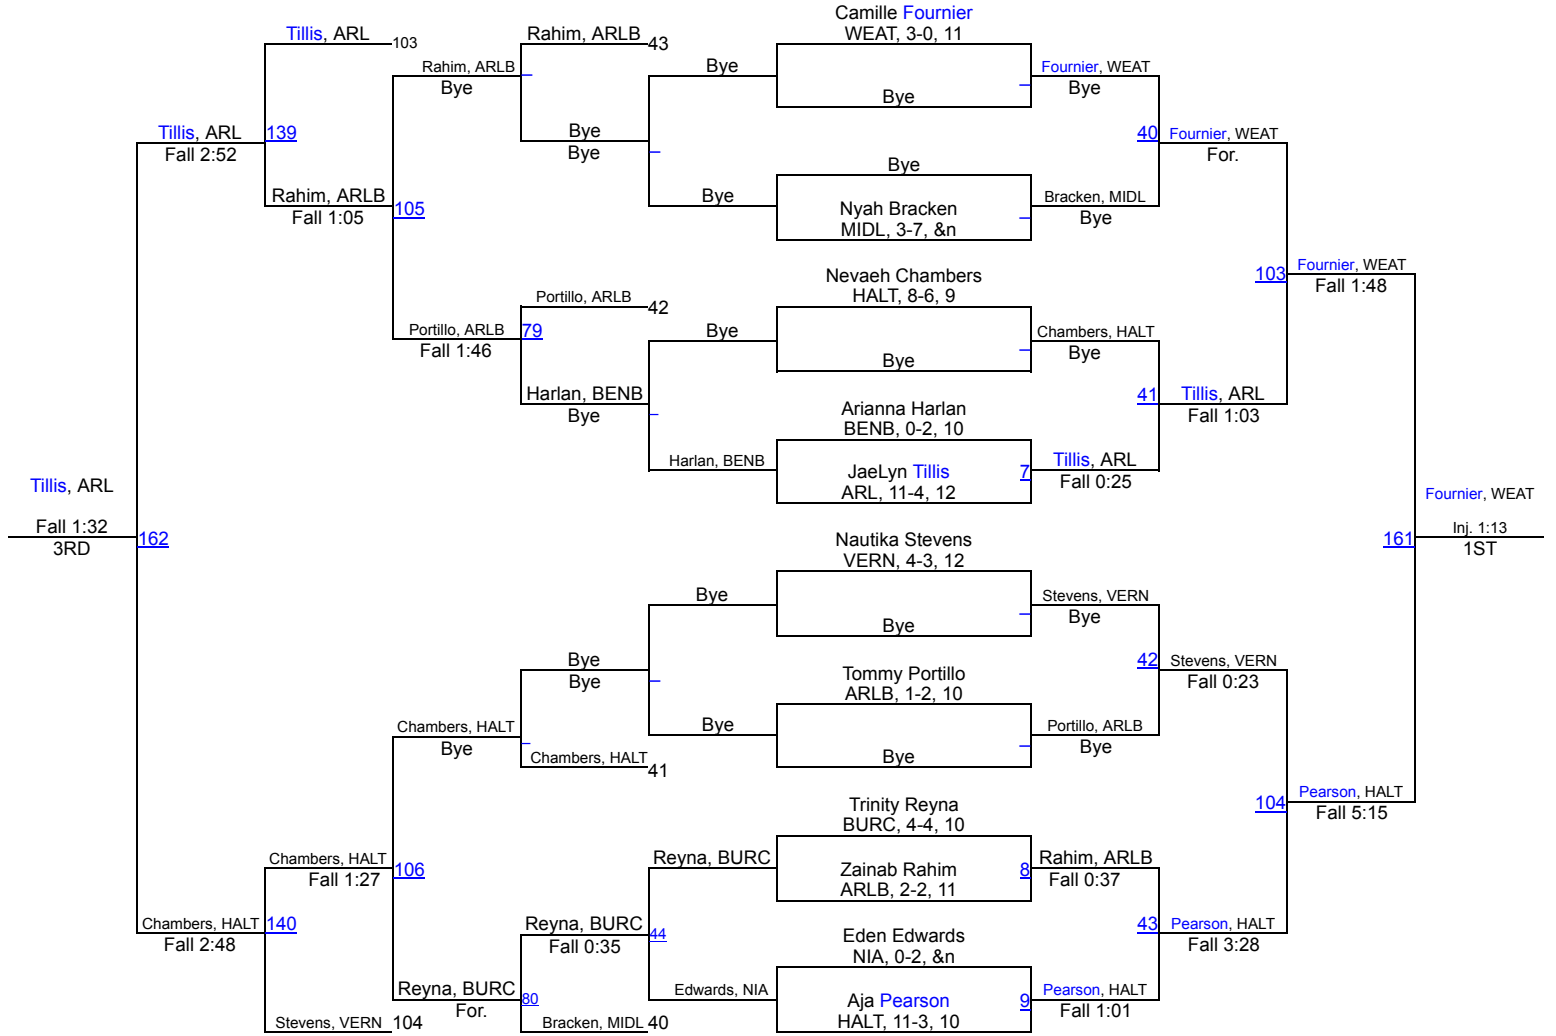 Camille Fournier
WEAT, 3-0, 11
Tillis, ARL 103
Rahim, ARLB 43
Rahim, ARLB
Bye
Bye
Bye
Fournier, WEAT
Bye
Tillis, ARL
Fall 2:52
139
Bye
Bye
40
Fournier, WEAT
For.
Bye
Rahim, ARLB
Fall 1:05
105
Bye
Nyah Bracken
MIDL, 3-7, &n
Bracken, MIDL
Bye
Nevaeh Chambers
HALT, 8-6, 9
103
Fournier, WEAT
Fall 1:48
Portillo, ARLB 42
Portillo, ARLB
Fall 1:46
79
Bye
Bye
Chambers, HALT
Bye
Harlan, BENB
Bye
Arianna Harlan
BENB, 0-2, 10
41
Tillis, ARL
Fall 1:03
Harlan, BENB
JaeLyn Tillis
ARL, 11-4, 12
7
Tillis, ARL
Fall 0:25
Tillis, ARL
Fall 1:32
3RD
162
Fournier, WEAT
Inj. 1:13
1ST
161
Nautika Stevens
VERN, 4-3, 12
Bye
Bye
Stevens, VERN
Bye
Bye
Bye
Tommy Portillo
ARLB, 1-2, 10
42
Stevens, VERN
Fall 0:23
Chambers, HALT
Bye
Bye
Bye
Portillo, ARLB
Bye
Chambers, HALT 41
Trinity Reyna
BURC, 4-4, 10
104
Pearson, HALT
Fall 5:15
Chambers, HALT
Fall 1:27
106
Reyna, BURC
Zainab Rahim
ARLB, 2-2, 11
8
Rahim, ARLB
Fall 0:37
Chambers, HALT
Fall 2:48
140
Reyna, BURC
Fall 0:35
44
Eden Edwards
NIA, 0-2, &n
43
Pearson, HALT
Fall 3:28
Reyna, BURC
For.
80
Edwards, NIA
Aja Pearson
HALT, 11-3, 10
9
Pearson, HALT
Fall 1:01
Stevens, VERN 104
Bracken, MIDL 40